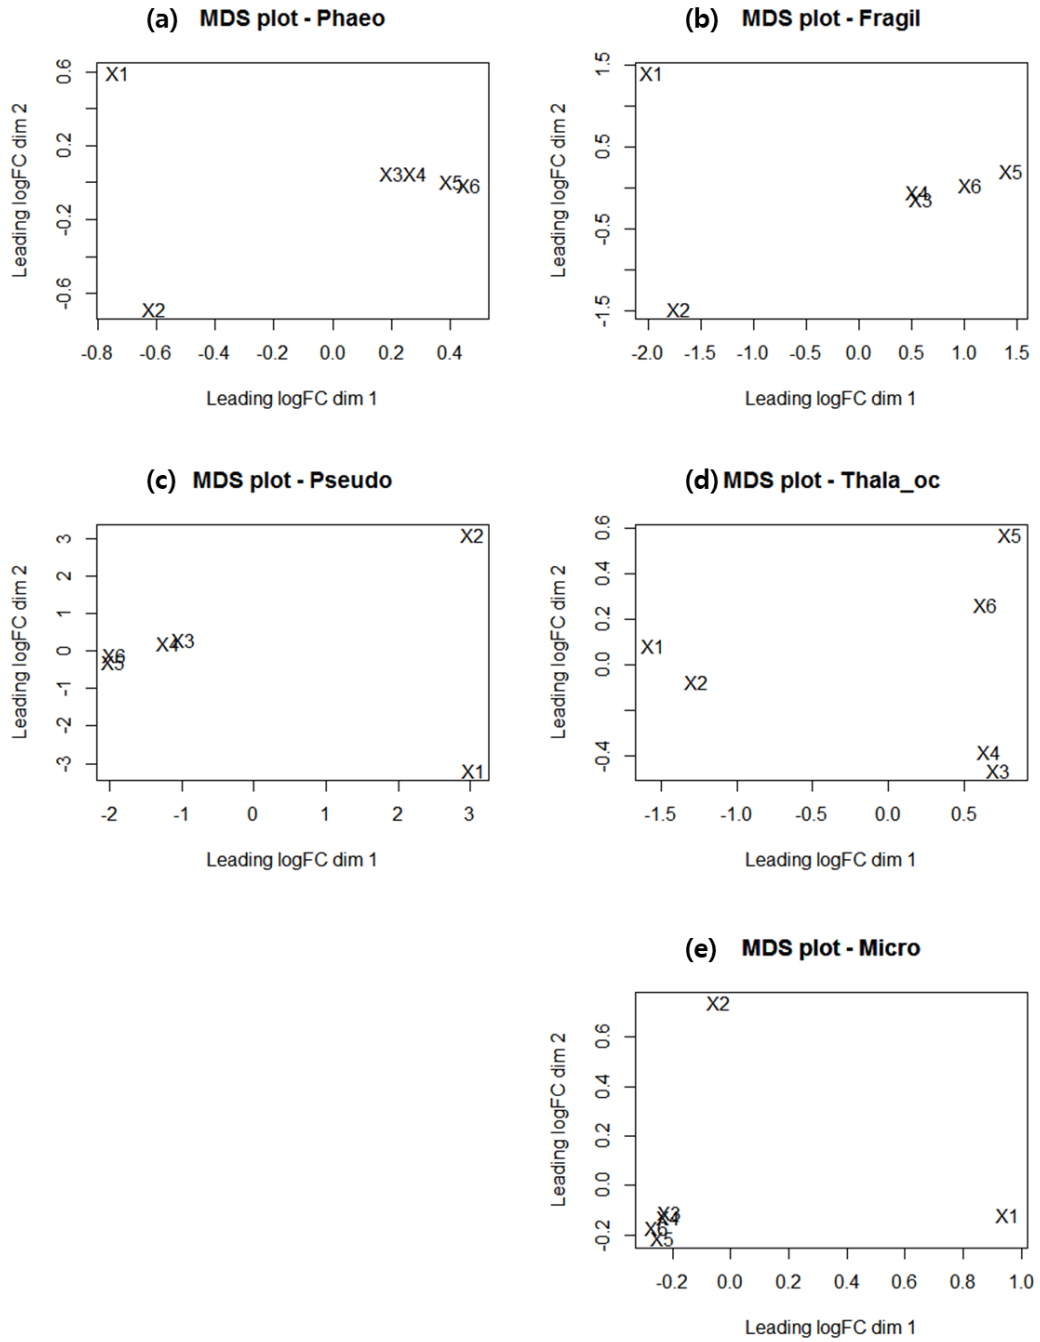 (a) MDS plot - Phaeo
Leading logFC dim 2
0.6
0.2
-0.2
-0.6
X1
X2
X3
X4
X5
X6
-0.8 -0.6 -0.4 -0.2 0.0 0.2 0.4
Leading logFC dim 1
(b) MDS plot - Fragil
Leading logFC dim 2
1.5
0.5
-0.5
-1.5
X1
X2
X4
X3
X6
X5
-2.0 -1.5 -1.0 -0.5 0.0 0.5 1.0 1.5
Leading logFC dim 1
(c) MDS plot - Pseudo
Leading logFC dim 2
3
2
1
0
-1
-2
-3
X2
X3
X4
X6
X5
X1
-2 -1 0 1 2 3
Leading logFC dim 1
(d) MDS plot - Thala_oc
Leading logFC dim 2
0.6
0.4
0.2
0.0
-0.4
X5
X6
X1
X2
X4
X3
-1.5 -1.0 -0.5 0.0 0.5
Leading logFC dim 1
(e) MDS plot - Micro
Leading logFC dim 2
0.6
0.4
0.2
0.0
-0.2
X2
X3
X4
X6
X5
X1
-0.2 0.0 0.2 0.4 0.6 0.8 1.0
Leading logFC dim 1